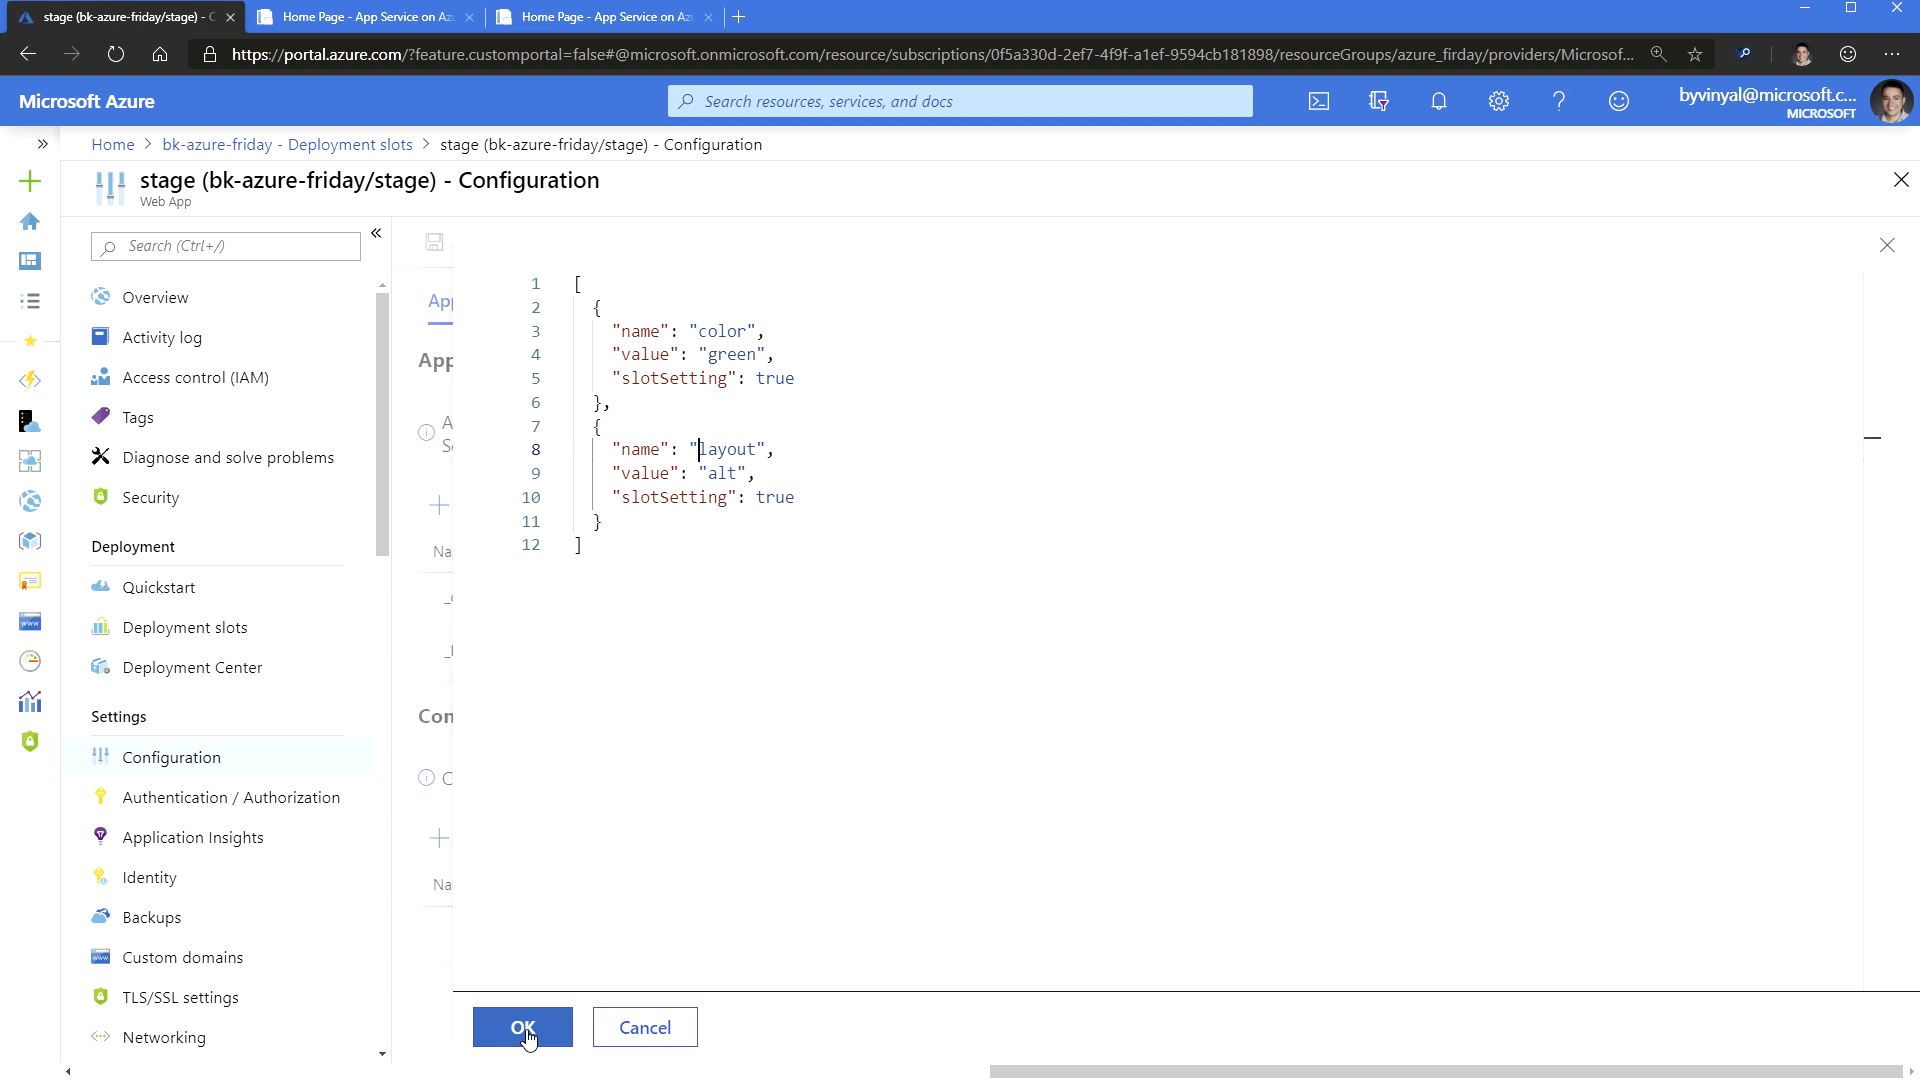 stage (bk-azure-friday/stage) - C
Home Page - App Service on Az
Home Page - App Service on Az
https://portal.azure.com/?feature.customportal=false#@microsoft.onmicrosoft.com/resource/subscriptions/0f5a330d-2ef7-4f9f-a1ef-9594cb181898/resourceGroups/azure_firday/providers/Microsof...
Microsoft Azure
Search resources, services, and docs
byvinyal@microsoft.c...
MICROSOFT
Home > bk-azure-friday - Deployment slots > stage (bk-azure-friday/stage) - Configuration
stage (bk-azure-friday/stage) - Configuration
Web App
Search (Ctrl+/)
Overview
Activity log
Access control (IAM)
Tags
Diagnose and solve problems
Security
Deployment
Quickstart
Deployment slots
Deployment Center
Settings
Configuration
Authentication / Authorization
Application Insights
Identity
Backups
Custom domains
TLS/SSL settings
Networking
App
App
A
Se
Na
Con
C
Na
1 [
2 {
3 "name": "color",
4 "value": "green",
5 "slotSetting": true
6 },
7 {
8 "name": "layout",
9 "value": "alt",
10 "slotSetting": true
11 }
12 ]
OK
Cancel